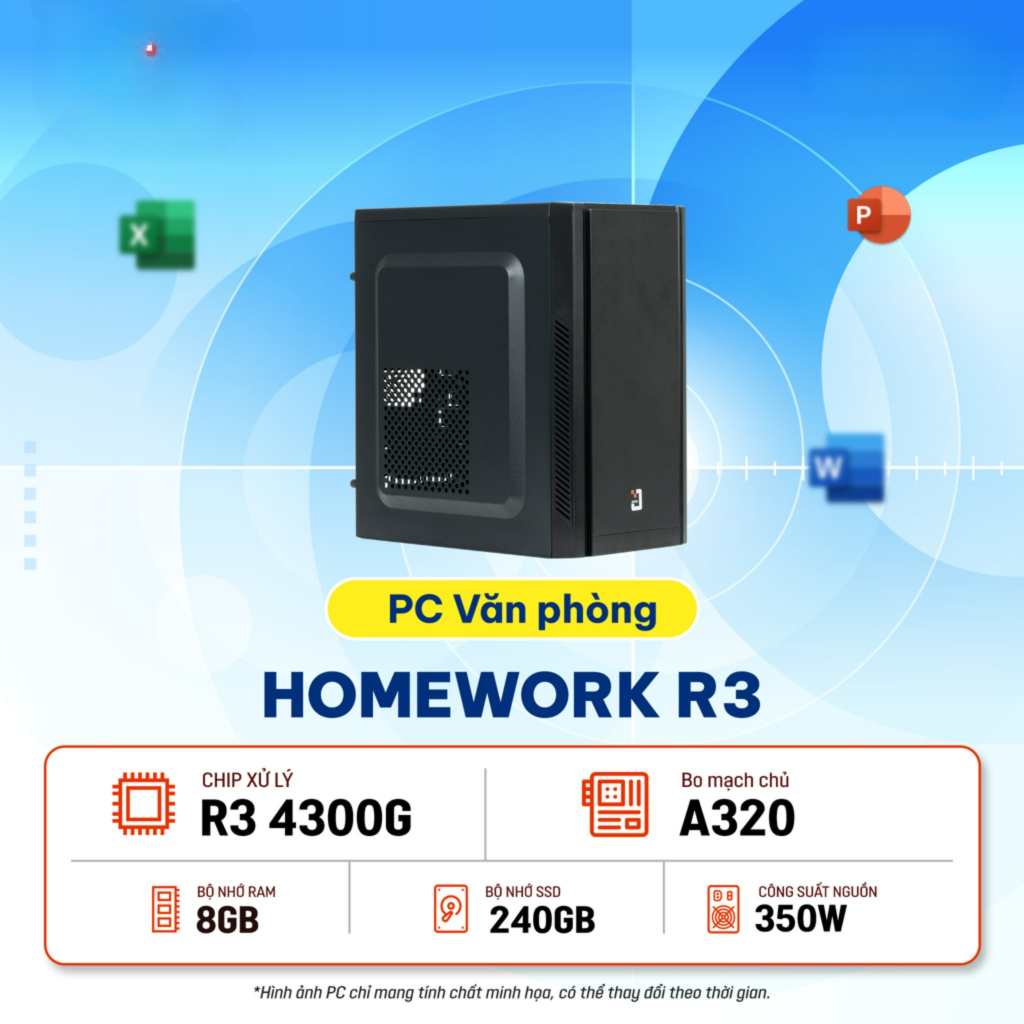 X
P
W
PC Văn phòng
HOMEWORK R3
CHIP XỬ LÝ
R3 4300G
Bo mạch chủ
A320
BỘ NHỚ RAM
8GB
BỘ NHỚ SSD
240GB
CÔNG SUẤT NGUỒN
350W
*Hình ảnh PC chỉ mang tính chất minh họa, có thể thay đổi theo thời gian.